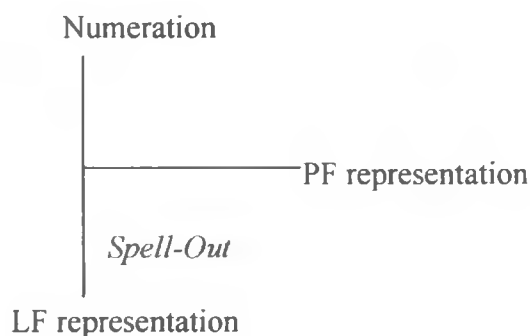 Numeration
PF representation
Spell-Out
LF representation